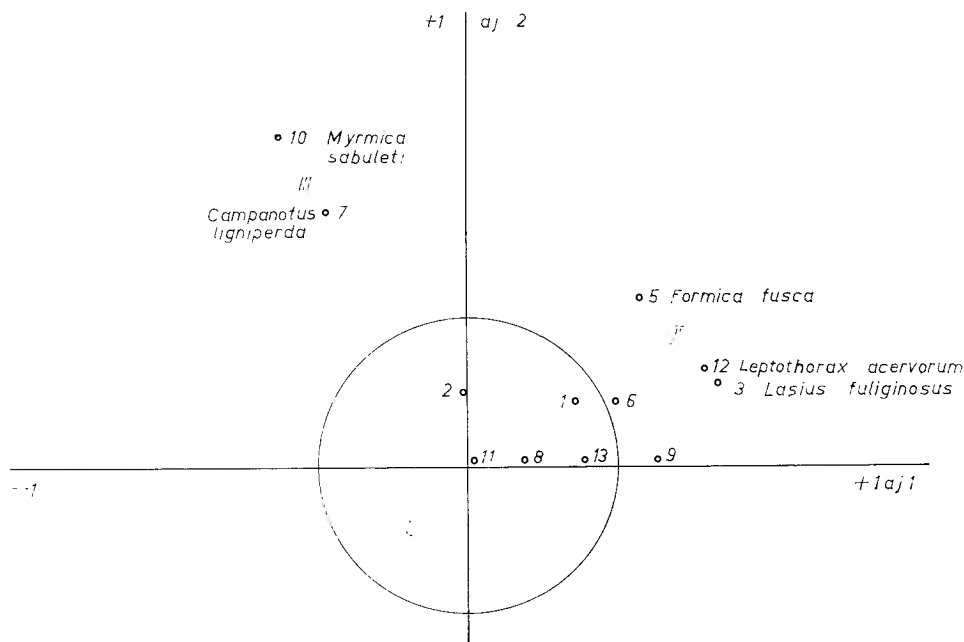 +1 aj 2
10 Myrmica
sabuleti
III
Campanotus 7
ligniperda
5 Formica fusca
12 Leptothorax acervorum
3 Lasius fuliginosus
2
1
6
11
8
13
9
-1
+1 aj 1